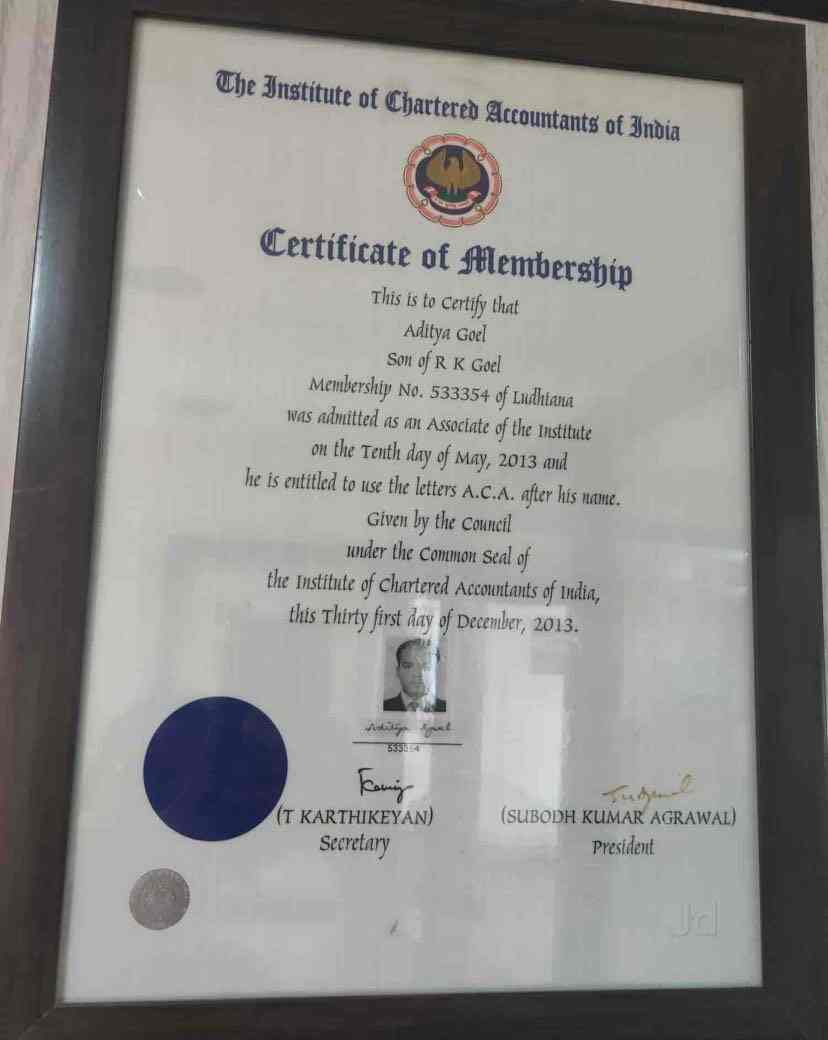 The Institute of Chartered Accountants of India
Certificate of Membership
This is to Certify that
Aditya Goel
Son of R K Goel
Membership No. 533354 of Ludhiana
was admitted as an Associate of the Institute
on the Tenth day of May, 2013 and
he is entitled to use the letters A.C.A. after his name.
Given by the Council
under the Common Seal of
the Institute of Chartered Accountants of India,
this Thirty first day of December, 2013.
Aditya Goel
533354
(T KARTHIKEYAN) (SUBODH KUMAR AGRAWAL)
Secretary President
Jd